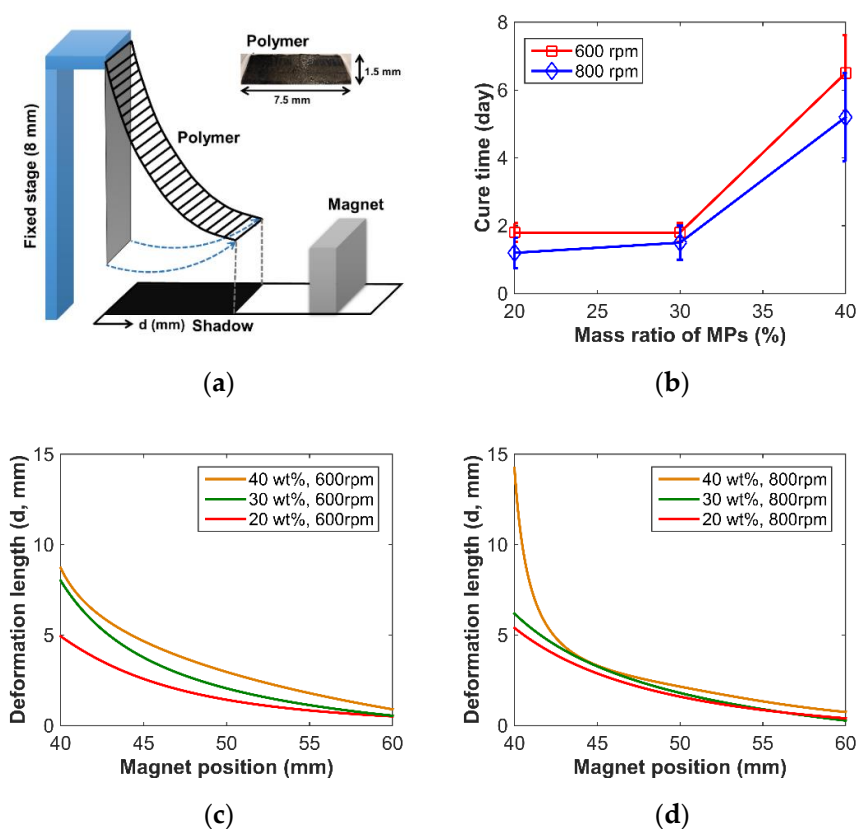 Fixed stage (8 mm)
Polymer
1.5 mm
7.5 mm
Polymer
Magnet
d (mm)
Shadow
(a)
8
6
4
2
0
Cure time (day)
600 rpm
800 rpm
20 25 30 35 40
Mass ratio of MPs (%)
(b)
15
10
5
0
Deformation length (d, mm)
40 wt%, 600rpm
30 wt%, 600rpm
20 wt%, 600rpm
40 45 50 55 60
Magnet position (mm)
(c)
15
10
5
0
Deformation length (d, mm)
40 wt%, 800rpm
30 wt%, 800rpm
20 wt%, 800rpm
40 45 50 55 60
Magnet position (mm)
(d)